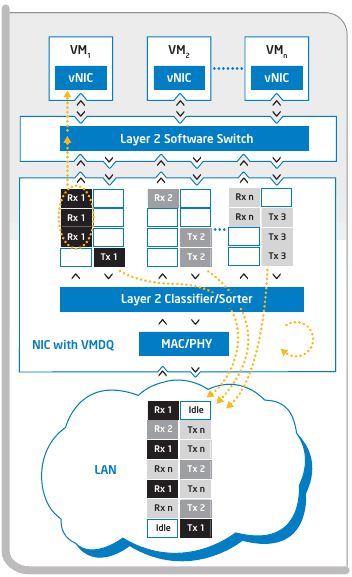 VM1 VM2 VMn
vNIC vNIC vNIC
Layer 2 Software Switch
Rx 1 Rx 2 Rx n
Rx 1 Rx n Tx 3
Rx 1 Tx 2 Tx 3
Tx 1 Tx 2 Tx 3
Layer 2 Classifier/Sorter
NIC with VMDQ MAC/PHY
Rx 1 Idle
Rx 2 Tx n
Rx 1 Tx n
LAN Rx n Tx 2
Rx 1 Tx n
Rx n Tx 2
Idle Tx 1